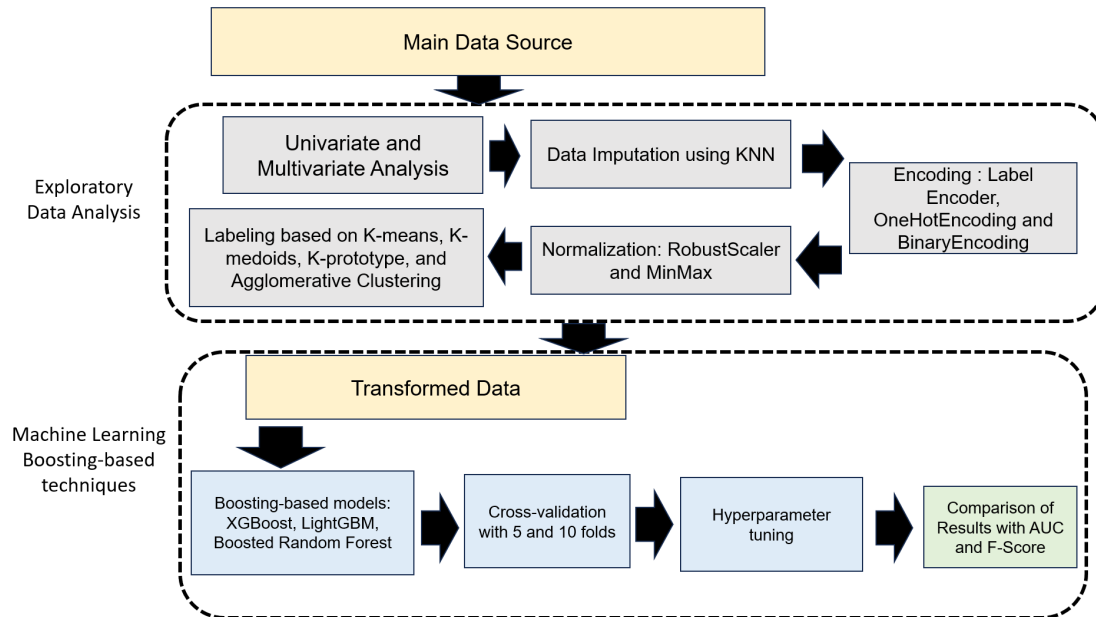 Main Data Source
Exploratory
Data Analysis
Univariate and
Multivariate Analysis
Data Imputation using KNN
Encoding : Label
Encoder,
OneHotEncoding and
BinaryEncoding
Normalization: RobustScaler
and MinMax
Labeling based on K-means, K-
medoids, K-prototype, and
Agglomerative Clustering
Transformed Data
Machine Learning
Boosting-based
techniques
Boosting-based models:
XGBoost, LightGBM,
Boosted Random Forest
Cross-validation
with 5 and 10 folds
Hyperparameter
tuning
Comparison of
Results with AUC
and F-Score